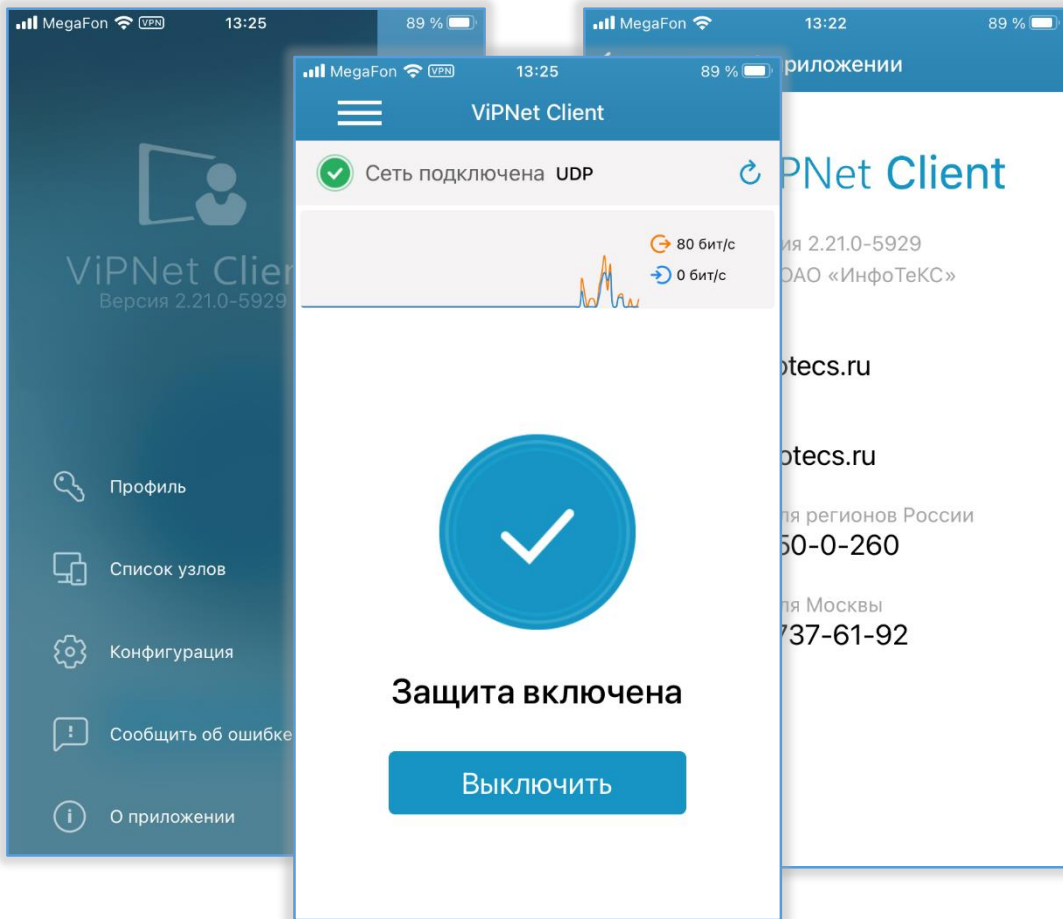 MegaFon VPN 13:25 89 %
ViPNet Clien
Версия 2.21.0-5929
Профиль
Список узлов
Конфигурация
Сообщить об ошибке
О приложении
MegaFon VPN 13:25 89 %
ViPNet Client
Сеть подключена UDP
80 бит/с
0 бит/с
Защита включена
Выключить
MegaFon 13:22 89 %
риложении
PNet Client
ия 2.21.0-5929
ОАО «ИнфоТеКС»
otecs.ru
otecs.ru
ля регионов России
50-0-260
ля Москвы
737-61-92